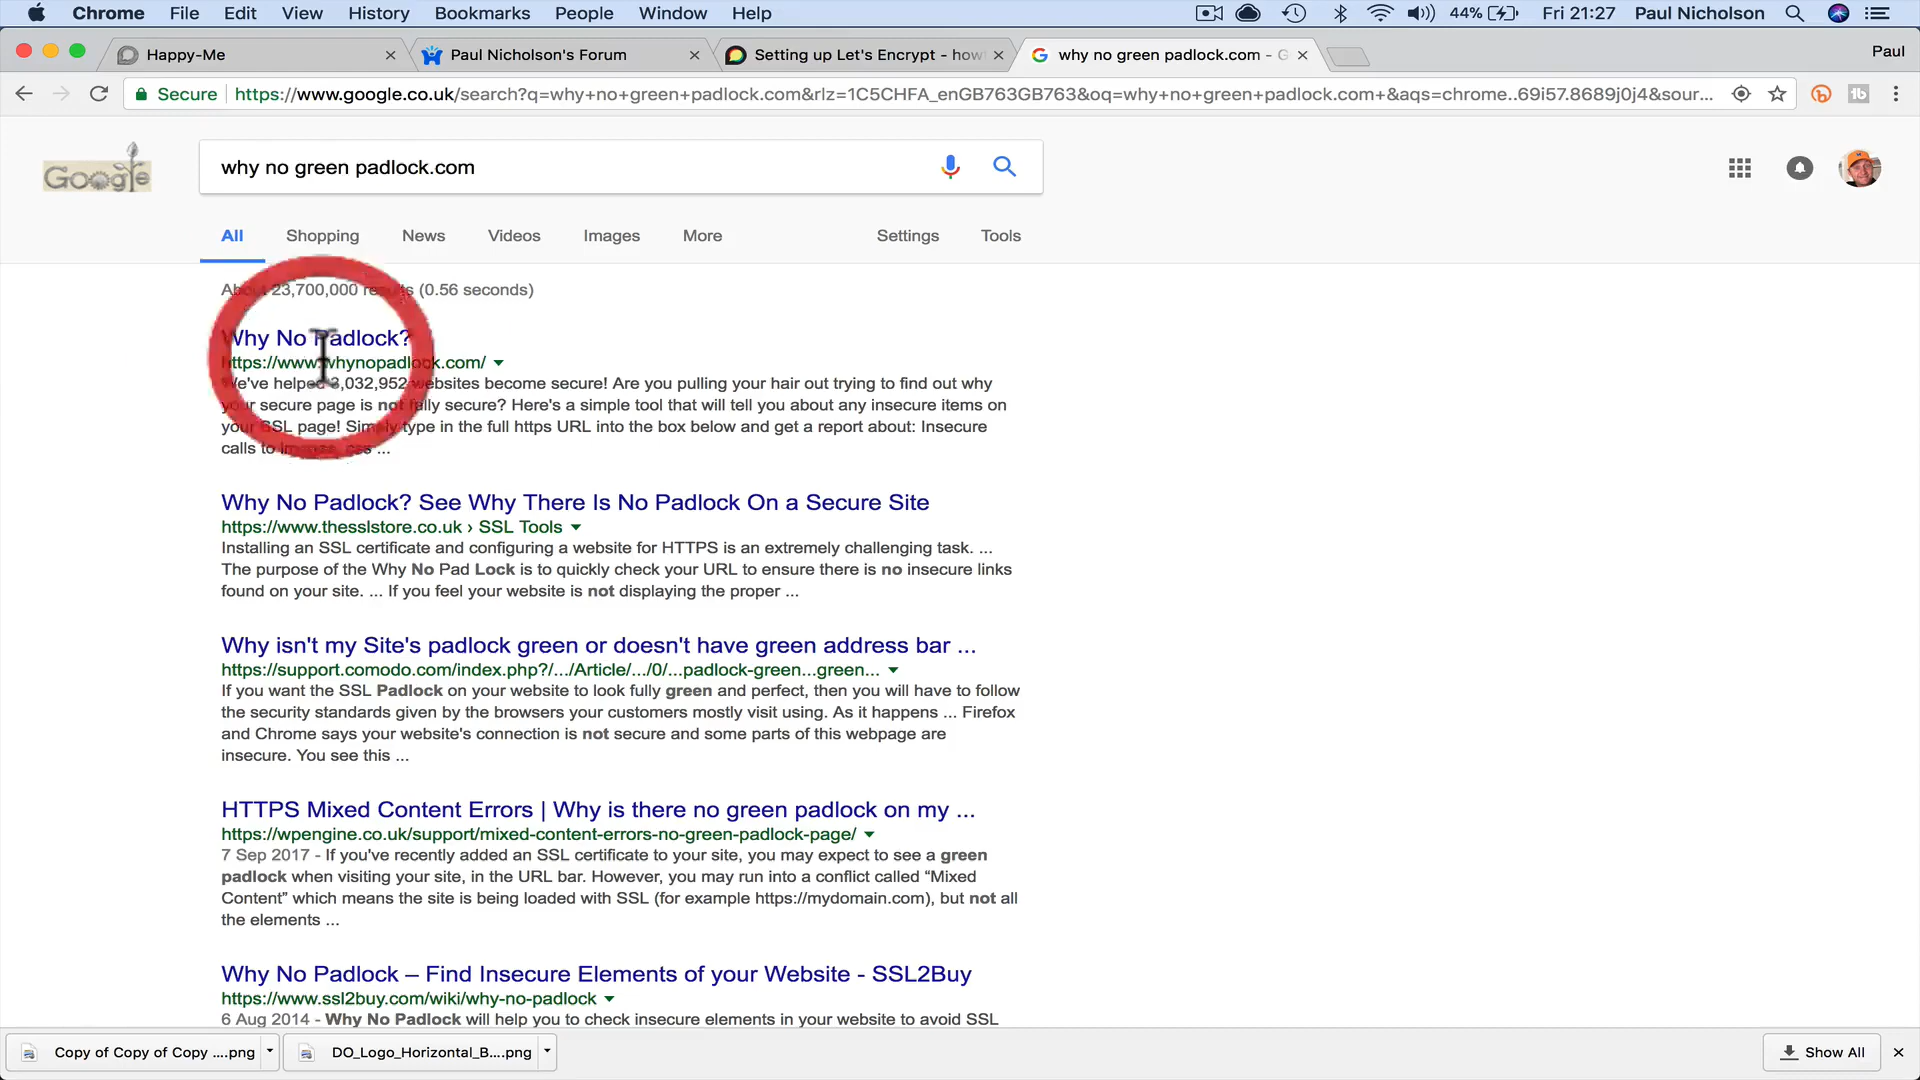 Chrome File Edit View History Bookmarks People Window Help 44% Fri 21:27 Paul Nicholson
Happy-Me Paul Nicholson's Forum Setting up Let's Encrypt - how why no green padlock.com - G Paul
Secure https://www.google.co.uk/search?q=why+no+green+padlock.com&rlz=1C5CHFA_enGB763GB763&oq=why+no+green+padlock.com+&aqs=chrome..69i57.8689j0j4&sour...
Google why no green padlock.com
All Shopping News Videos Images More Settings Tools
About 23,700,000 results (0.56 seconds)
Why No Padlock?
https://www.whynopadlock.com/
We've helped 3,032,952 websites become secure! Are you pulling your hair out trying to find out why
your secure page is not fully secure? Here's a simple tool that will tell you about any insecure items on
your SSL page! Simply type in the full https URL into the box below and get a report about: Insecure
calls to images, css ...
Why No Padlock? See Why There Is No Padlock On a Secure Site
https://www.thesslstore.co.uk › SSL Tools
Installing an SSL certificate and configuring a website for HTTPS is an extremely challenging task. ...
The purpose of the Why No Pad Lock is to quickly check your URL to ensure there is no insecure links
found on your site. ... If you feel your website is not displaying the proper ...
Why isn't my Site's padlock green or doesn't have green address bar ...
https://support.comodo.com/index.php?/.../Article/.../0/...padlock-green...green...
If you want the SSL Padlock on your website to look fully green and perfect, then you will have to follow
the security standards given by the browsers your customers mostly visit using. As it happens ... Firefox
and Chrome says your website's connection is not secure and some parts of this webpage are
insecure. You see this ...
HTTPS Mixed Content Errors | Why is there no green padlock on my ...
https://wpengine.co.uk/support/mixed-content-errors-no-green-padlock-page/
7 Sep 2017 - If you've recently added an SSL certificate to your site, you may expect to see a green
padlock when visiting your site, in the URL bar. However, you may run into a conflict called “Mixed
Content” which means the site is being loaded with SSL (for example https://mydomain.com), but not all
the elements ...
Why No Padlock – Find Insecure Elements of your Website - SSL2Buy
https://www.ssl2buy.com/wiki/why-no-padlock
6 Aug 2014 - Why No Padlock will help you to check insecure elements in your website to avoid SSL
Copy of Copy of Copy ....png DO_Logo_Horizontal_B....png Show All